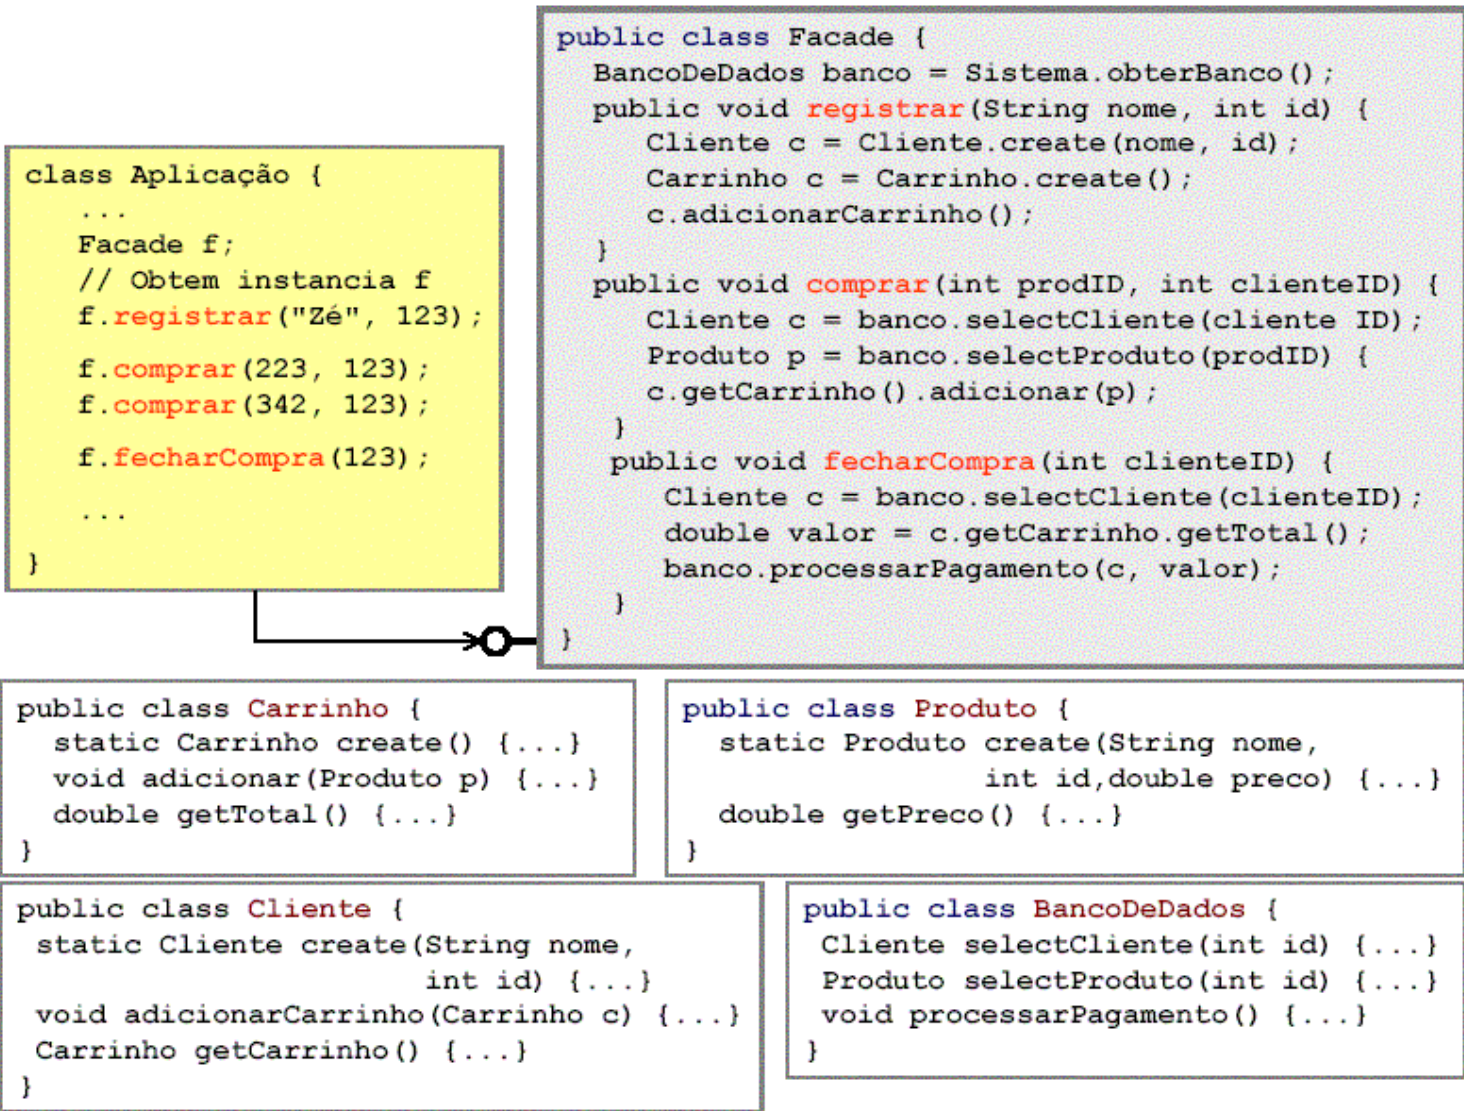 class Aplicação {
...
Facade f;
// Obtem instancia f
f.registrar("Zé", 123);
f.comprar(223, 123);
f.comprar(342, 123);
f.fecharCompra(123);
...
}
public class Facade {
BancoDeDados banco = Sistema.obterBanco();
public void registrar(String nome, int id) {
Cliente c = Cliente.create(nome, id);
Carrinho c = Carrinho.create();
c.adicionarCarrinho();
}
public void comprar(int prodID, int clienteID) {
Cliente c = banco.selectCliente(cliente ID);
Produto p = banco.selectProduto(prodID) {
c.getCarrinho().adicionar(p);
}
public void fecharCompra(int clienteID) {
Cliente c = banco.selectCliente(clienteID);
double valor = c.getCarrinho.getTotal();
banco.processarPagamento(c, valor);
}
}
public class Carrinho {
static Carrinho create() {...}
void adicionar(Produto p) {...}
double getTotal() {...}
}
public class Produto {
static Produto create(String nome,
int id,double preco) {...}
double getPreco() {...}
}
public class Cliente {
static Cliente create(String nome,
int id) {...}
void adicionarCarrinho(Carrinho c) {...}
Carrinho getCarrinho() {...}
}
public class BancoDeDados {
Cliente selectCliente(int id) {...}
Produto selectProduto(int id) {...}
void processarPagamento() {...}
}